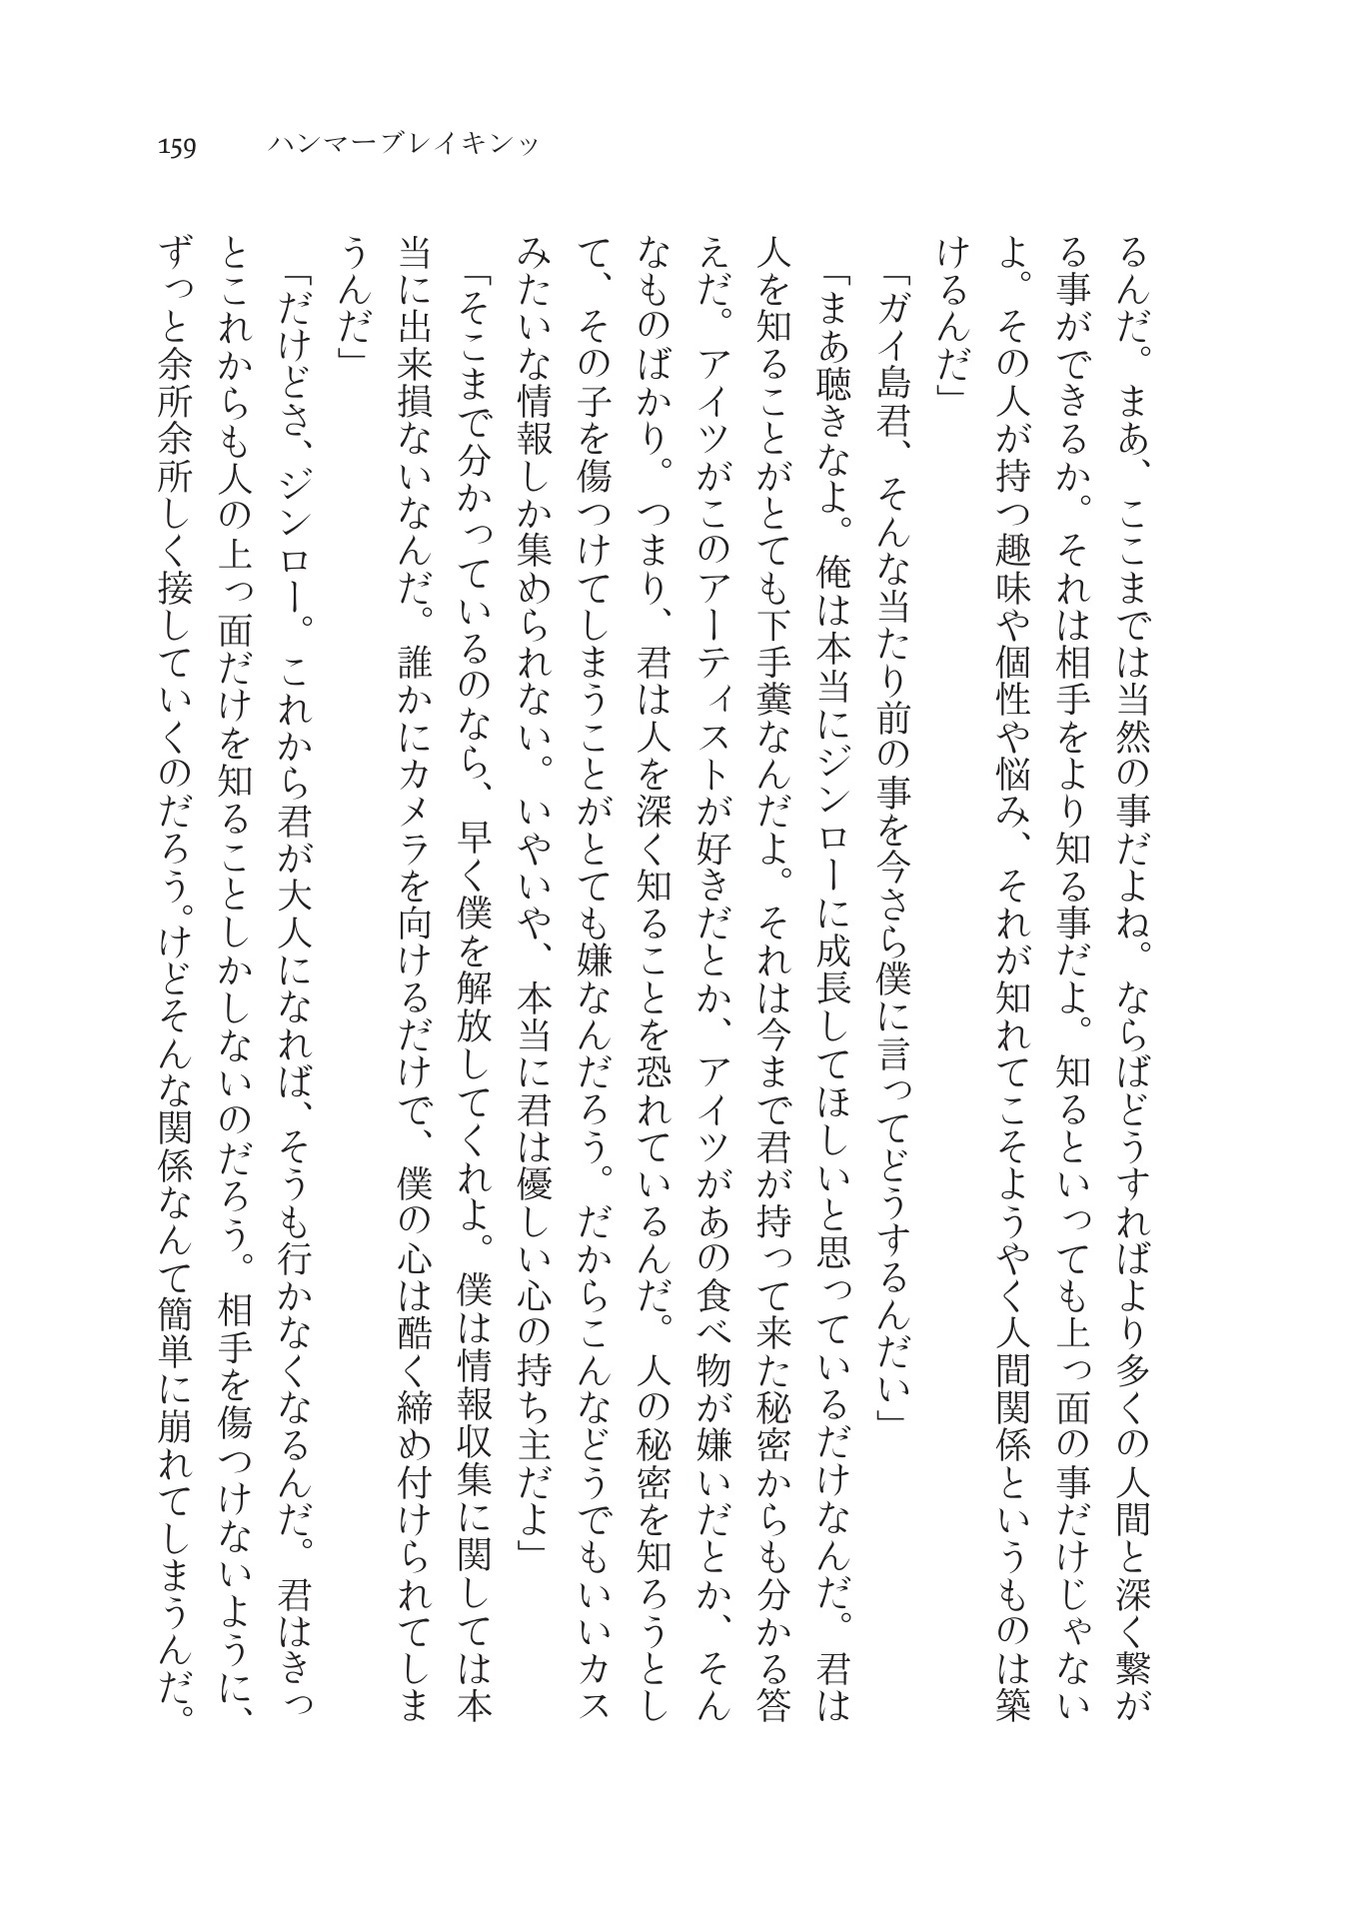 159 ハンマーブレイキンッ
るんだ。まあ、ここまでは当然の事だよね。ならばどうすればより多くの人間と深く繋が
る事ができるか。それは相手をより知る事だよ。知るといっても上っ面の事だけじゃない
よ。その人が持つ趣味や個性や悩み、それが知れてこそようやく人間関係というものは築
けるんだ」
「ガイ島君、そんな当たり前の事を今さら僕に言ってどうするんだい」
「まあ聴きなよ。俺は本当にジンローに成長してほしいと思っているだけなんだ。君は
人を知ることがとても下手糞なんだよ。それは今まで君が持って来た秘密からも分かる答
えだ。アイツがこのアーティストが好きだとか、アイツがあの食べ物が嫌いだとか、そん
なものばかり。つまり、君は人を深く知ることを恐れているんだ。人の秘密を知ろうとし
て、その子を傷つけてしまうことがとても嫌なんだろう。だからこんなどうでもいいカス
みたいな情報しか集められない。いやいや、本当に君は優しい心の持ち主だよ」
「そこまで分かっているのなら、早く僕を解放してくれよ。僕は情報収集に関しては本
当に出来損ないなんだ。誰かにカメラを向けるだけで、僕の心は酷く締め付けられてしま
うんだ」
「だけどさ、ジンロー。これから君が大人になれば、そうも行かなくなるんだ。君はきっ
とこれからも人の上っ面だけを知ることしかしないのだろう。相手を傷つけないように、
ずっと余所余所しく接していくのだろう。けどそんな関係なんて簡単に崩れてしまうんだ。